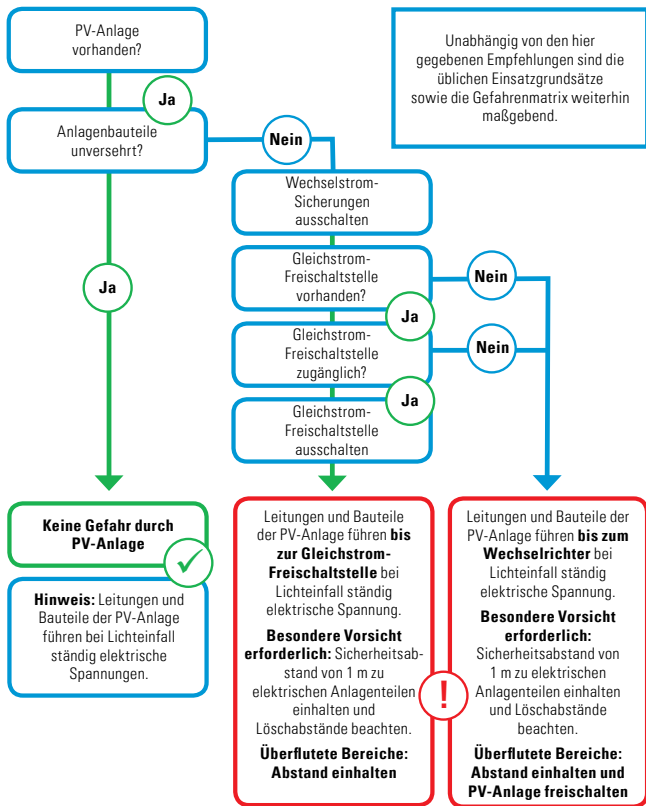 PV-Anlage
vorhanden?
Unabhängig von den hier
gegebenen Empfehlungen sind die
üblichen Einsatzgrundsätze
sowie die Gefahrenmatrix weiterhin
maßgebend.
Ja
Anlagenbauteile
unversehrt?
Nein
Wechselstrom-
Sicherungen
ausschalten
Gleichstrom-
Freischaltstelle
vorhanden?
Nein
Ja
Ja
Gleichstrom-
Freischaltstelle
zugänglich?
Nein
Ja
Gleichstrom-
Freischaltstelle
ausschalten
Keine Gefahr durch
PV-Anlage
Hinweis: Leitungen und
Bauteile der PV-Anlage
führen bei Lichteinfall
ständig elektrische
Spannungen.
Leitungen und Bauteile
der PV-Anlage führen bis
zur Gleichstrom-
Freischaltstelle bei
Lichteinfall ständig
elektrische Spannung.
Besondere Vorsicht
erforderlich: Sicherheitsab-
stand von 1 m zu
elektrischen Anlagenteilen
einhalten und
Löschabstände beachten.
Überflutete Bereiche:
Abstand einhalten
!
Leitungen und Bauteile der
PV-Anlage führen bis zum
Wechselrichter bei
Lichteinfall ständig
elektrische Spannung.
Besondere Vorsicht
erforderlich:
Sicherheitsabstand von
1 m zu elektrischen
Anlagenteilen einhalten
und Löschabstände
beachten.
Überflutete Bereiche:
Abstand einhalten und
PV-Anlage freischalten